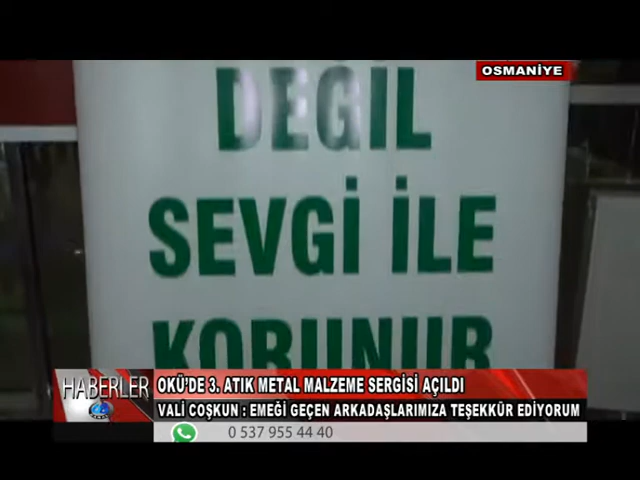 OSMANİYE
DEĞİL
SEVGİ İLE
KORUNUR
HABERLER
OKÜ'DE 3. ATIK METAL MALZEME SERGİSİ AÇILDI
VALİ COŞKUN : EMEĞİ GEÇEN ARKADAŞLARIMIZA TEŞEKKÜR EDİYORUM
0 537 955 44 40